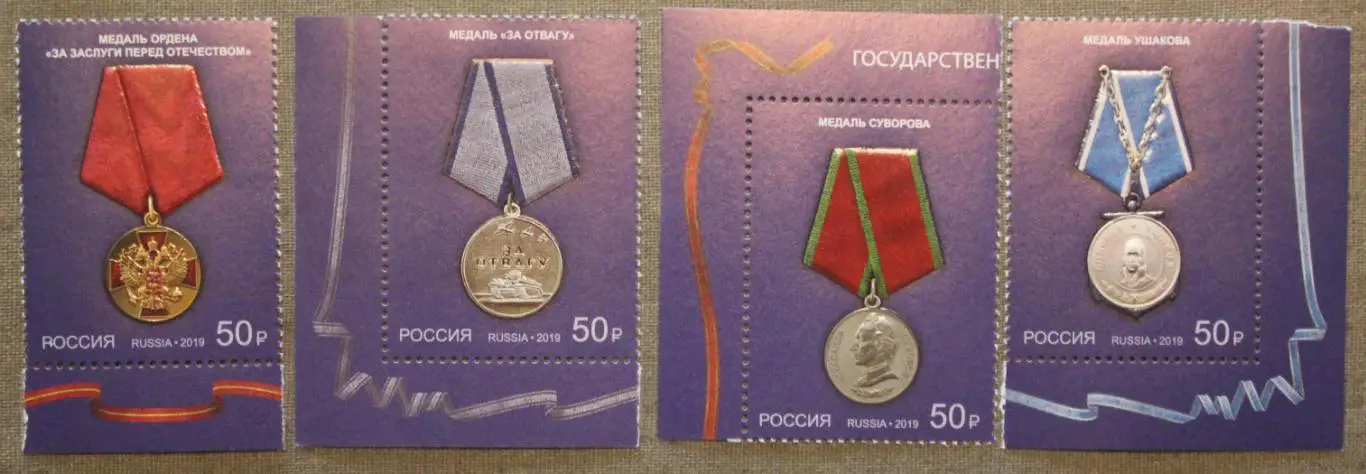 МЕДАЛЬ ОРДЕНА
«ЗА ЗАСЛУГИ ПЕРЕД ОТЕЧЕСТВОМ»
РОССИЯ RUSSIA • 2019 50₽
МЕДАЛЬ «ЗА ОТВАГУ»
ЗА
ОТВАГУ
РОССИЯ RUSSIA • 2019 50₽
ГОСУДАРСТВЕН
МЕДАЛЬ СУВОРОВА
РОССИЯ RUSSIA • 2019 50₽
МЕДАЛЬ УШАКОВА
РОССИЯ RUSSIA • 2019 50₽